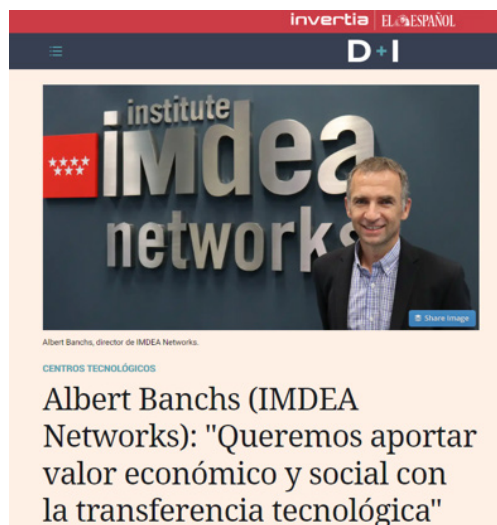 invertia EL ESPAÑOL
D+I
institute
imdea
networks
Share Image
Albert Banchs, director de IMDEA Networks.
CENTROS TECNOLÓGICOS
Albert Banchs (IMDEA
Networks): "Queremos aportar
valor económico y social con
la transferencia tecnológica"